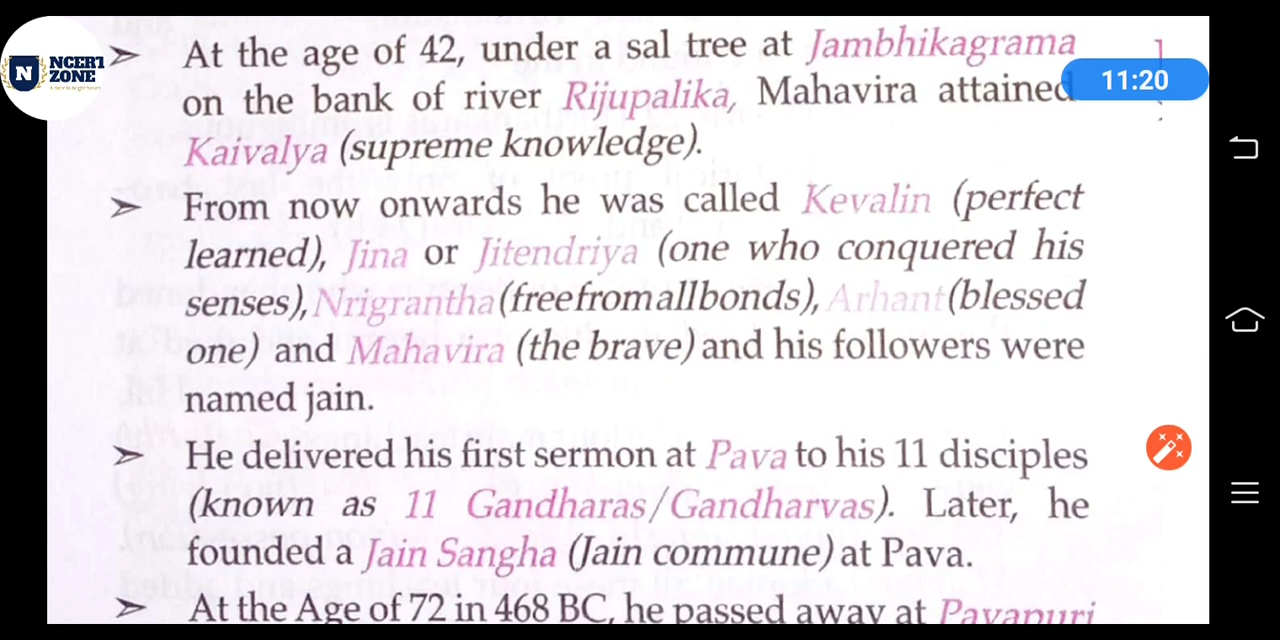 NCERT
ZONE
11:20
➤ At the age of 42, under a sal tree at Jambhikagrama
on the bank of river Rijupalika, Mahavira attained
Kaivalya (supreme knowledge).
➤ From now onwards he was called Kevalin (perfect
learned), Jina or Jitendriya (one who conquered his
senses), Nrigrantha (freefromallbonds), Arhant (blessed
one) and Mahavira (the brave) and his followers were
named jain.
➤ He delivered his first sermon at Pava to his 11 disciples
(known as 11 Gandharas/Gandharvas). Later, he
founded a Jain Sangha (Jain commune) at Pava.
➤ At the Age of 72 in 468 BC, he passed away at Pavapuri